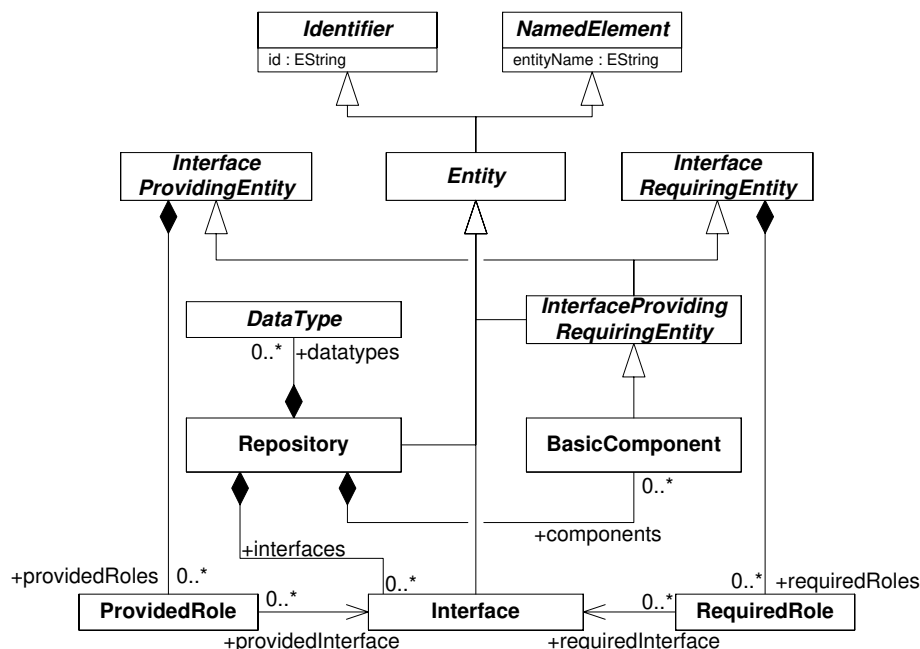 Identifier
NamedElement
id : EString
entityName : EString
Interface
ProvidingEntity
Entity
Interface
RequiringEntity
DataType
InterfaceProviding
RequiringEntity
0..*
+datatypes
Repository
BasicComponent
0..*
+components
+interfaces
+providedRoles
0..*
0..*
0..*
+requiredRoles
ProvidedRole
0..*
Interface
0..*
RequiredRole
+providedInterface
+requiredInterface